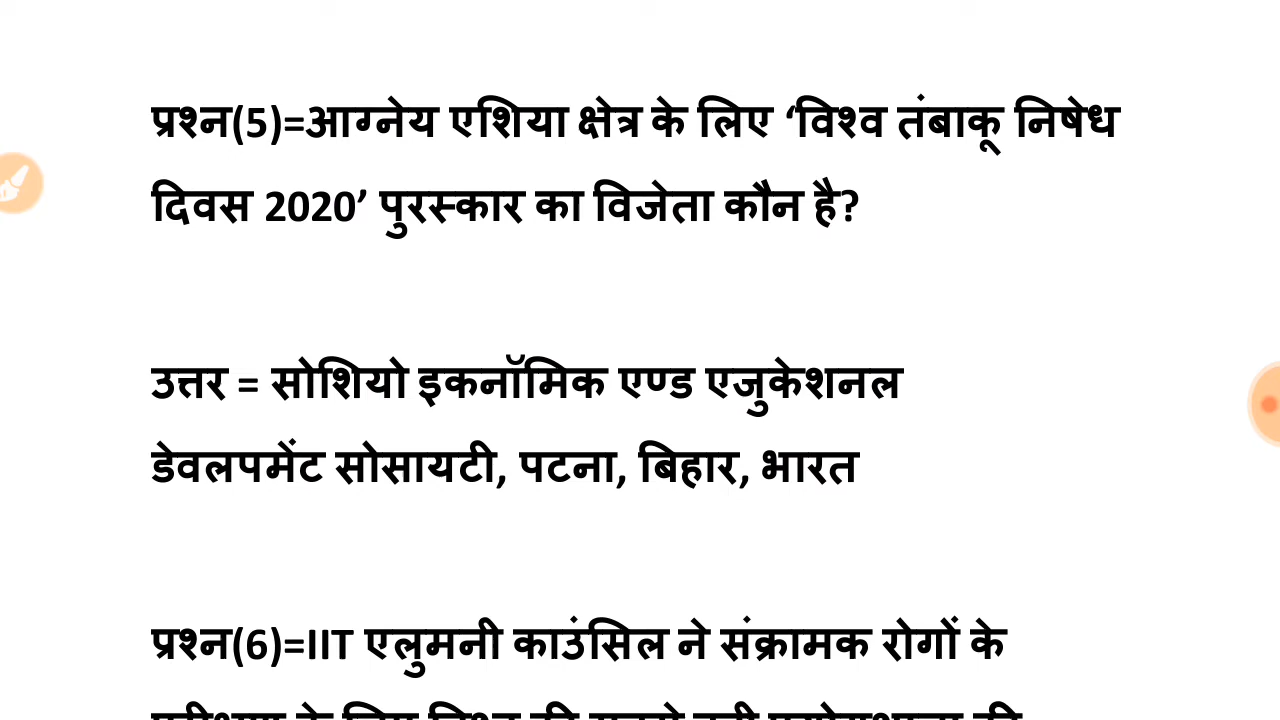 प्रश्न(5)=आग्नेय एशिया क्षेत्र के लिए ‘विश्व तंबाकू निषेध
दिवस 2020’ पुरस्कार का विजेता कौन है?
उत्तर = सोशियो इकनॉमिक एण्ड एजुकेशनल
डेवलपमेंट सोसायटी, पटना, बिहार, भारत
प्रश्न(6)=IIT एलुमनी काउंसिल ने संक्रामक रोगों के